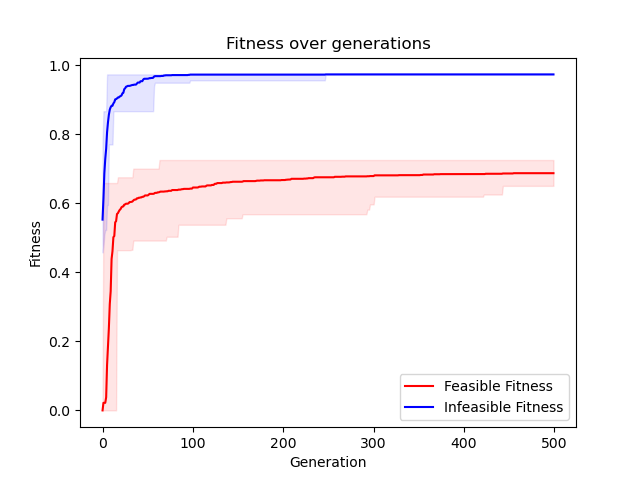 Fitness over generations
1.0
0.8
0.6
0.4
0.2
0.0
Fitness
0 100 200 300 400 500
Generation
Feasible Fitness
Infeasible Fitness